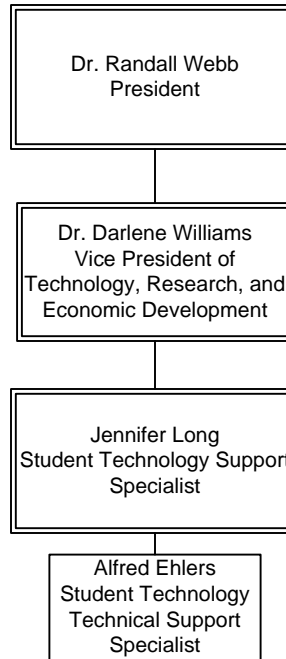 Dr. Randall Webb
President
Dr. Darlene Williams
Vice President of
Technology, Research, and
Economic Development
Jennifer Long
Student Technology Support
Specialist
Alfred Ehlers
Student Technology
Technical Support
Specialist